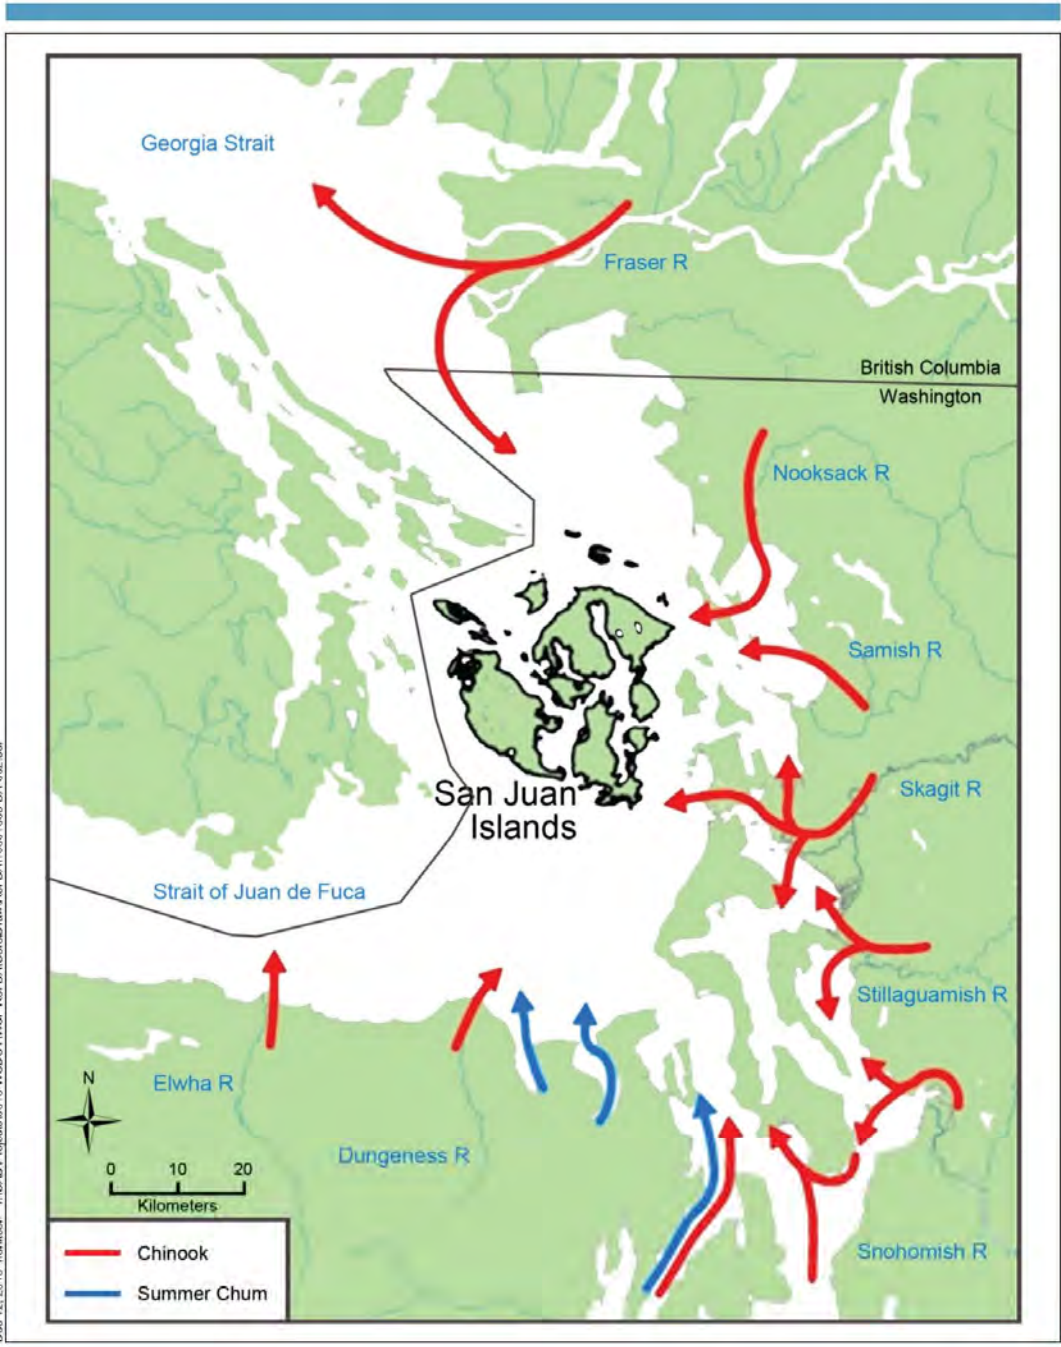 Georgia Strait
Fraser R
British Columbia
Washington
Nooksack R
Samish R
Skagit R
San Juan
Islands
Strait of Juan de Fuca
Stillaguamish R
N
Elwha R
Dungeness R
0 10 20
Kilometers
Chinook
Summer Chum
Snohomish R